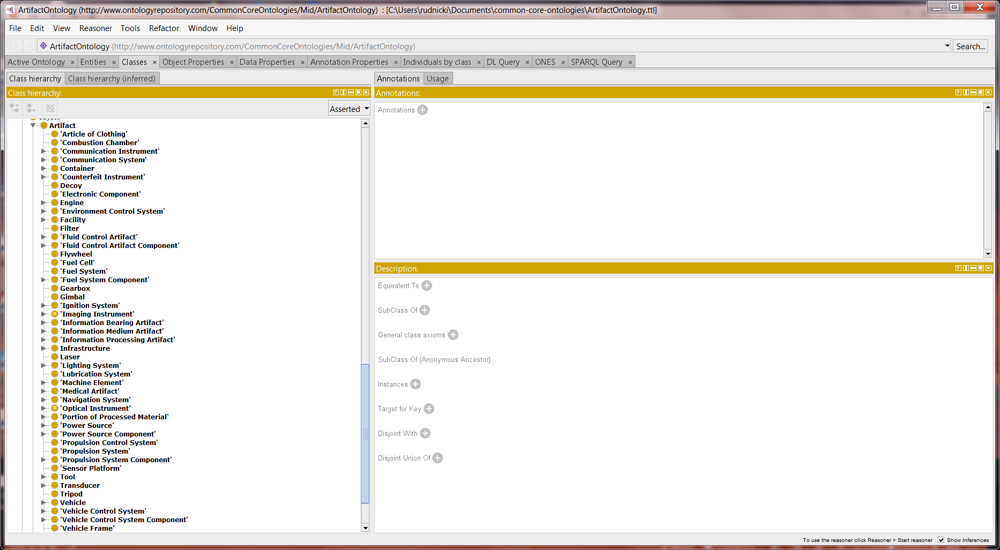 ArtifactOntology (http://www.ontologyrepository.com/CommonCoreOntologies/Mid/ArtifactOntology) : [C:\Users\rudnicki\Documents\common-core-ontologies\ArtifactOntology.ttl]
File Edit View Reasoner Tools Refactor Window Help
< > ArtifactOntology (http://www.ontologyrepository.com/CommonCoreOntologies/Mid/ArtifactOntology) Search...
Active Ontology × Entities × Classes × Object Properties × Data Properties × Annotation Properties × Individuals by class × DL Query × ONES × SPARQL Query ×
Class hierarchy Class hierarchy (inferred)
Class hierarchy:
Asserted
Artifact
'Article of Clothing'
'Combustion Chamber'
'Communication Instrument'
'Communication System'
Container
'Counterfeit Instrument'
Decoy
'Electronic Component'
Engine
'Environment Control System'
Facility
Filter
'Fluid Control Artifact'
'Fluid Control Artifact Component'
Flywheel
'Fuel Cell'
'Fuel System'
'Fuel System Component'
Gearbox
Gimbal
'Ignition System'
'Imaging Instrument'
'Information Bearing Artifact'
'Information Medium Artifact'
'Information Processing Artifact'
Infrastructure
Laser
'Lighting System'
'Lubrication System'
'Machine Element'
'Medical Artifact'
'Navigation System'
'Optical Instrument'
'Portion of Processed Material'
'Power Source'
'Power Source Component'
'Propulsion Control System'
'Propulsion System'
'Propulsion System Component'
'Sensor Platform'
Tool
Transducer
Tripod
Vehicle
'Vehicle Control System'
'Vehicle Control System Component'
'Vehicle Frame'
Annotations Usage
Annotations:
Annotations
Description:
Equivalent To
SubClass Of
General class axioms
SubClass Of (Anonymous Ancestor)
Instances
Target for Key
Disjoint With
Disjoint Union Of
To use the reasoner click Reasoner > Start reasoner Show Inferences